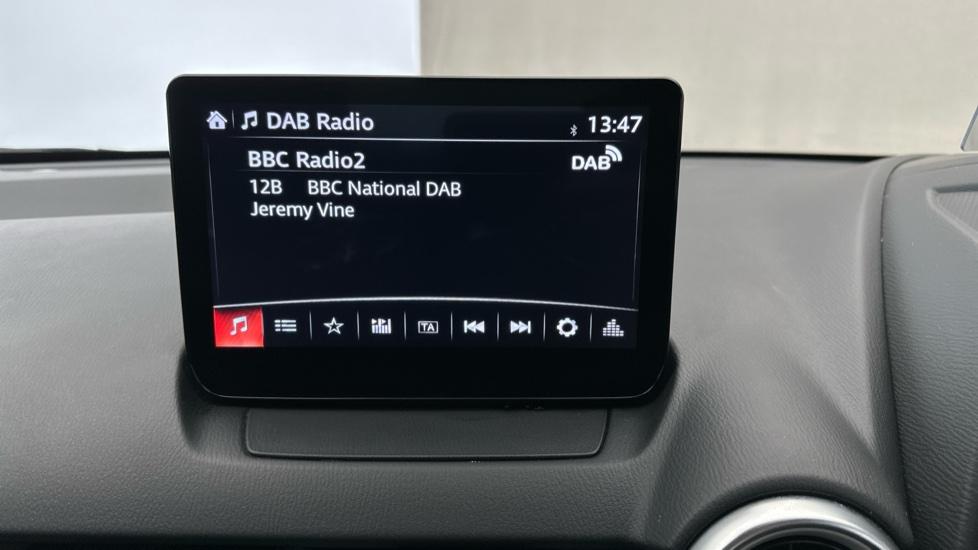 DAB Radio 13:47
BBC Radio2 DAB
12B BBC National DAB
Jeremy Vine
TA